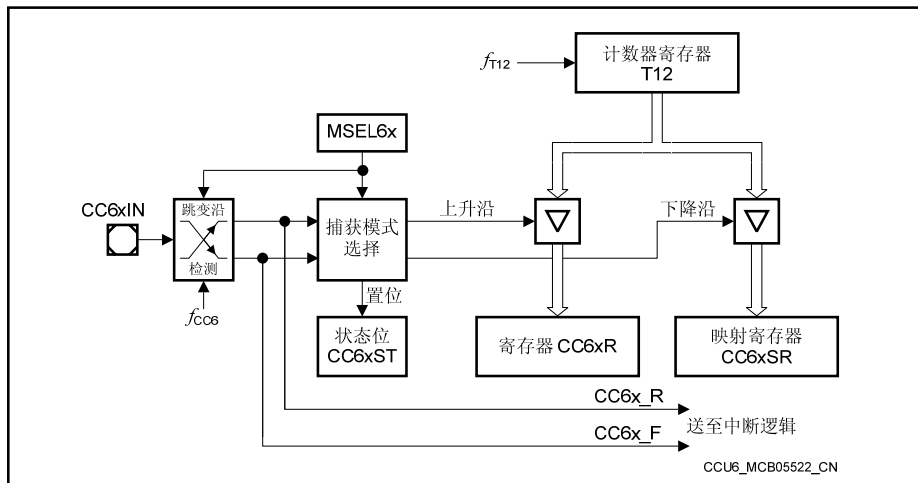 计数器寄存器
T12
fT12
MSEL6x
CC6xIN
跳变沿
检测
fCC6
捕获模式
选择
上升沿
下降沿
置位
状态位
CC6xST
寄存器 CC6xR
映射寄存器
CC6xSR
CC6x_R
CC6x_F
送至中断逻辑
CCU6_MCB05522_CN